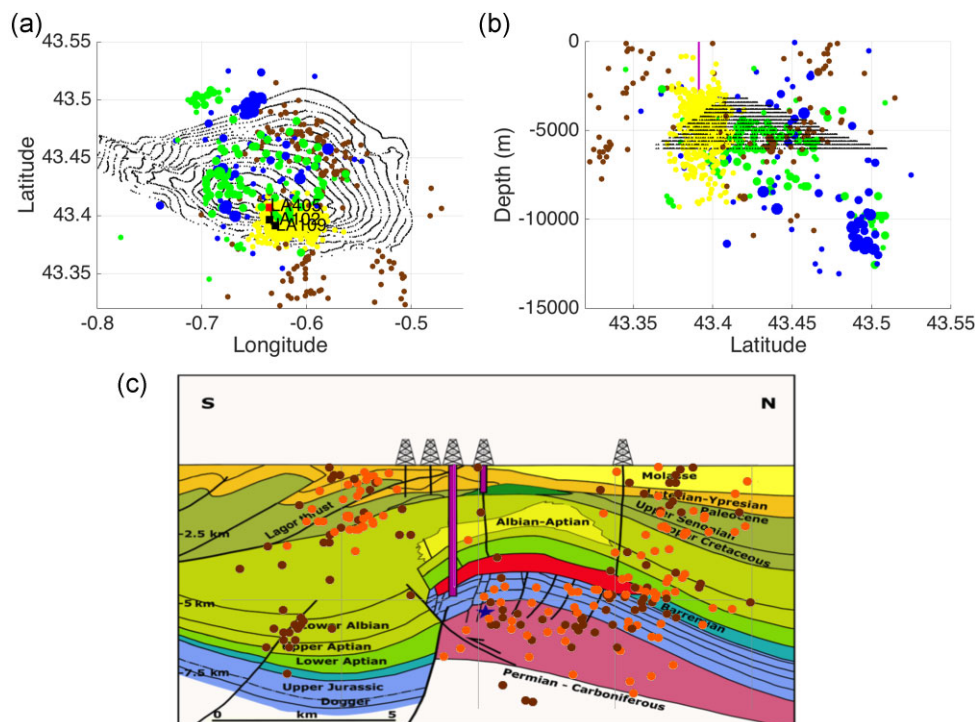 (a)
43.55
43.5
43.45
43.4
43.35
Latitude
LA405
LA102
LA109
-0.8
-0.7
-0.6
-0.5
Longitude
(b)
0
-5000
-10000
-15000
Depth (m)
43.35
43.4
43.45
43.5
43.55
Latitude
(c)
S
N
Molasse
Paleocene
Lagor thrust
Albian-Aptian
Upper Senonian
Upper Cretaceous
-2.5 km
-5 km
Lower Albian
Barremian
Upper Aptian
Lower Aptian
-7.5 km
Upper Jurassic
Permian - Carboniferous
Dogger
0
km
5